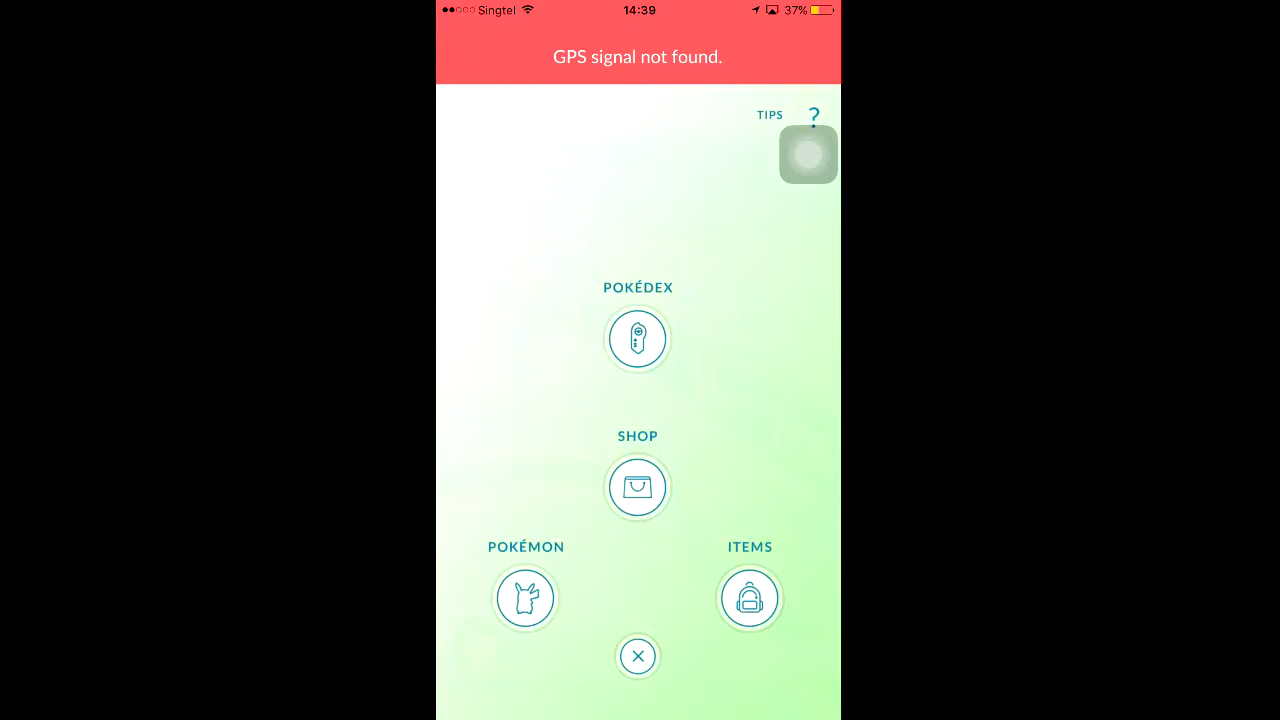 Singtel 14:39 37%
GPS signal not found.
TIPS ?
POKÉDEX
SHOP
POKÉMON ITEMS